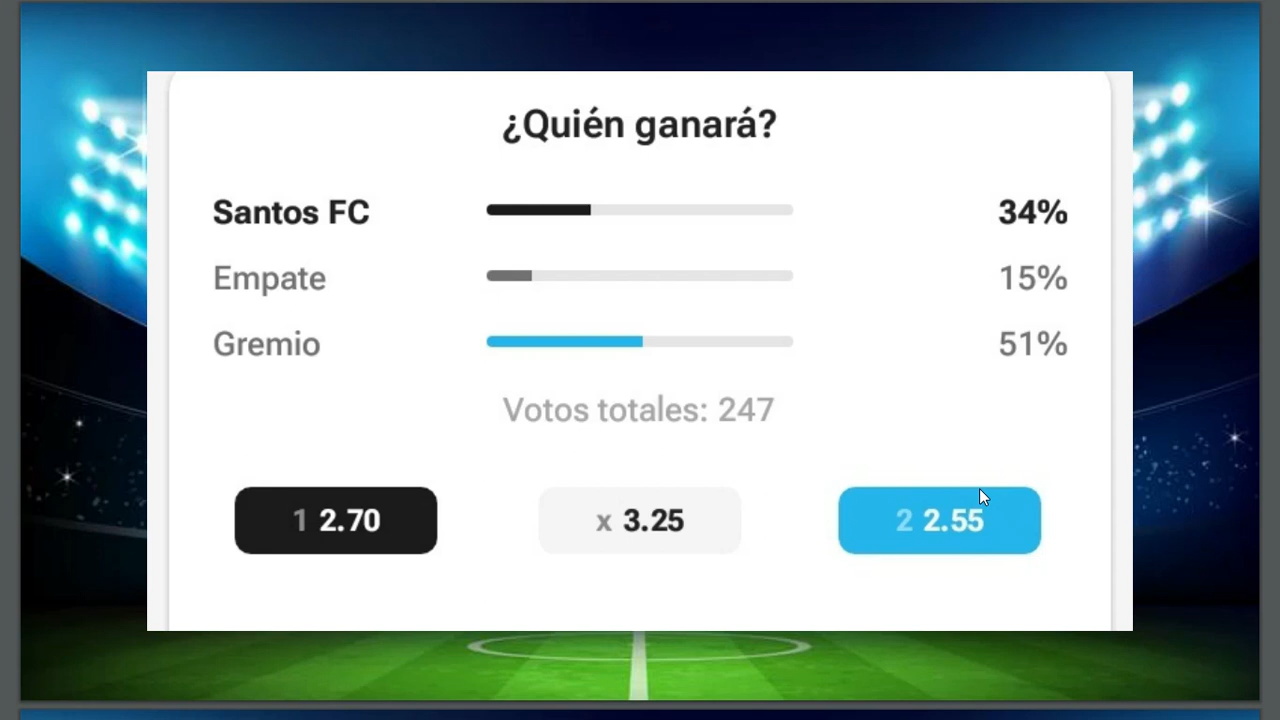 ¿Quién ganará?
Santos FC 34%
Empate 15%
Gremio 51%
Votos totales: 247
1 2.70 x 3.25 2 2.55